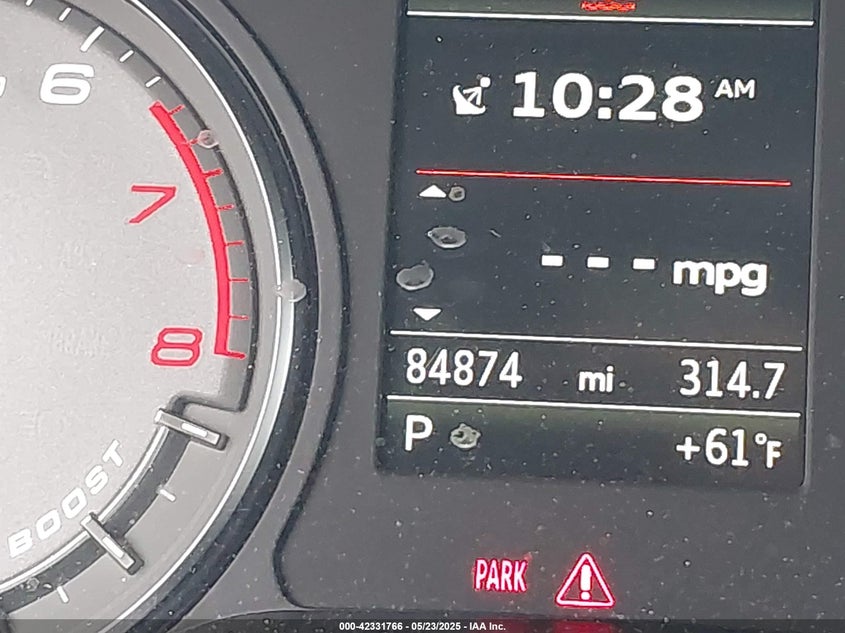 6
7
8
BOOST
10:28 AM
--- mpg
84874 mi 314.7
P +61°F
PARK
000-42331766 - 05/23/2025 - IAA Inc.